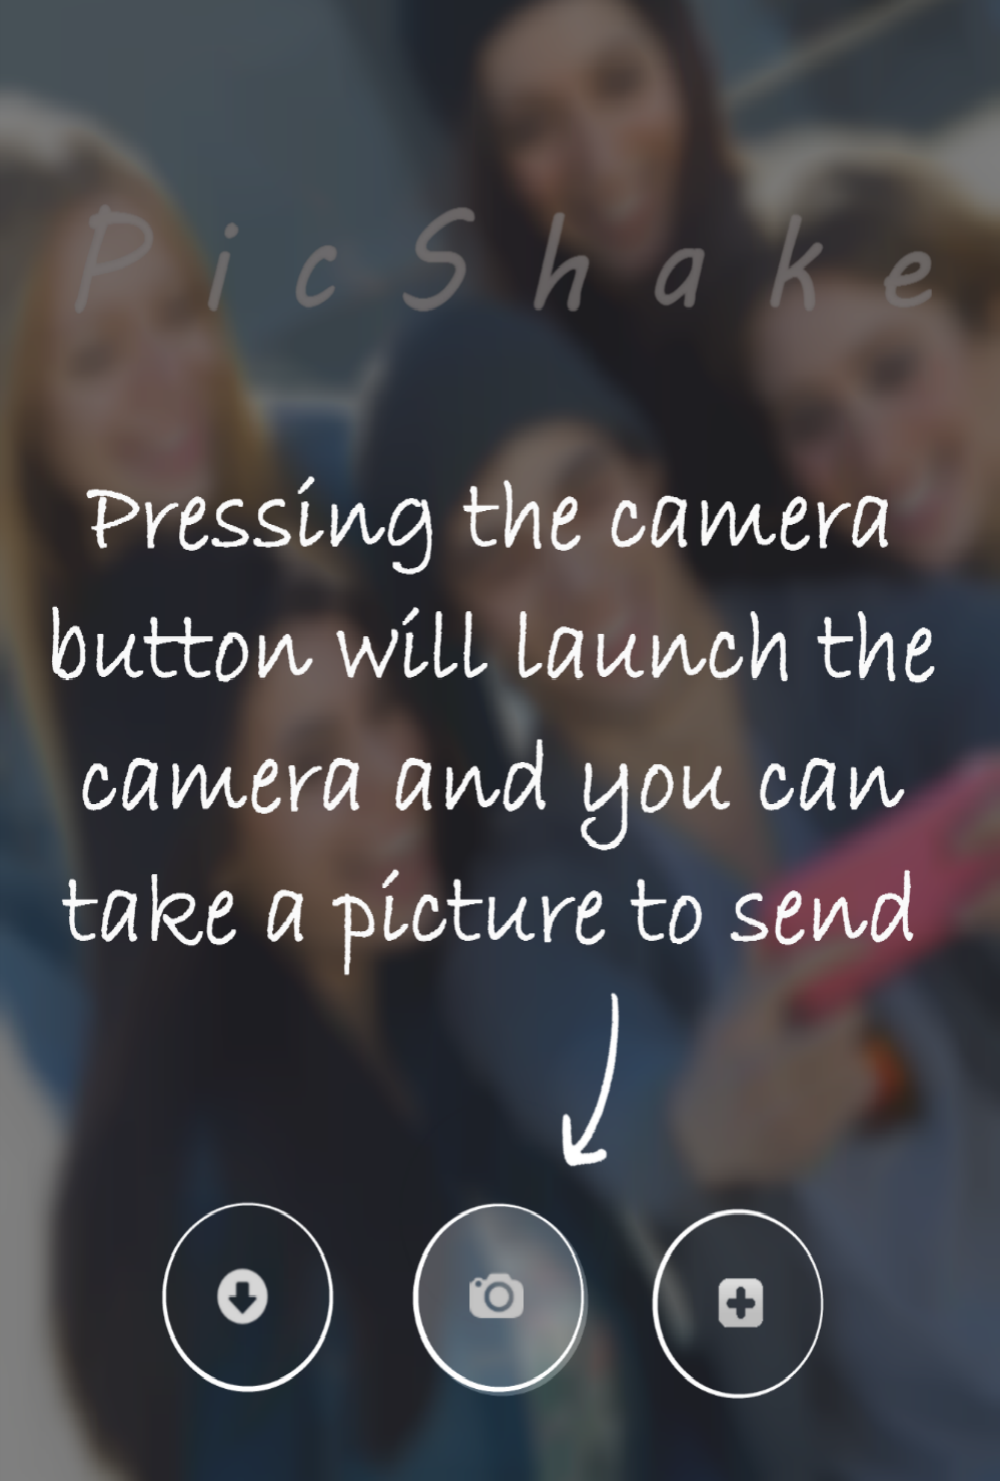 PicShake
Pressing the camera
button will launch the
camera and you can
take a picture to send